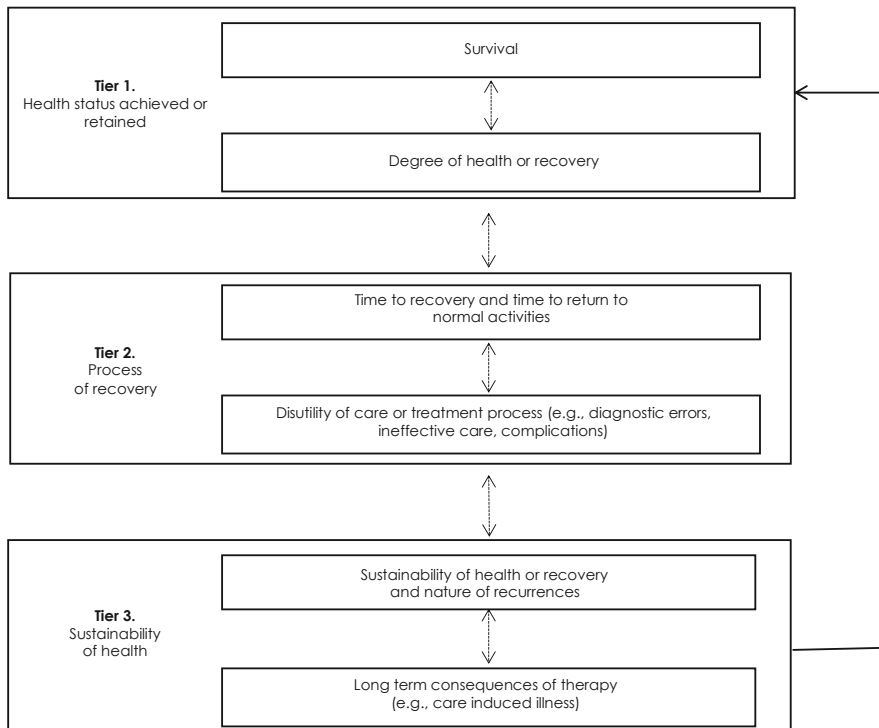 Survival
Tier 1.
Health status achieved or
retained
Degree of health or recovery
Time to recovery and time to return to
normal activities
Tier 2.
Process
of recovery
Disutility of care or treatment process (e.g., diagnostic errors,
ineffective care, complications)
Sustainability of health or recovery
and nature of recurrences
Tier 3.
Sustainability
of health
Long term consequences of therapy
(e.g., care induced illness)